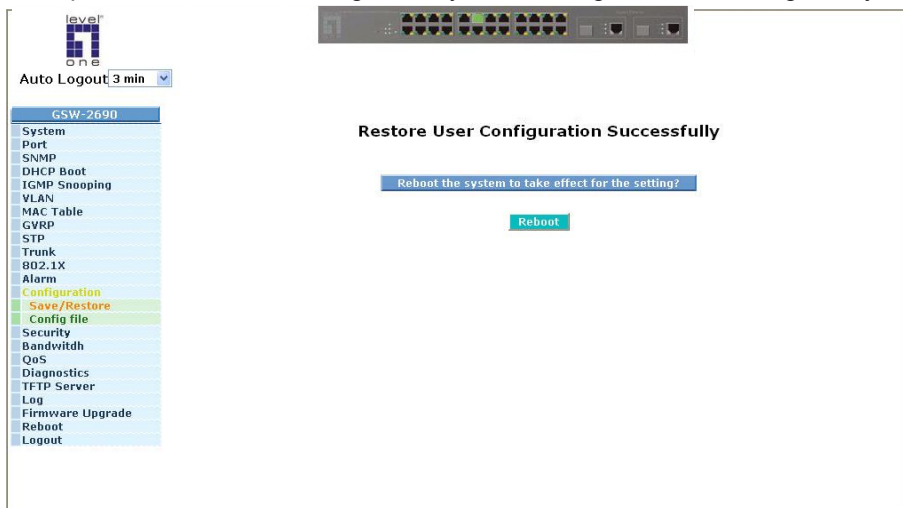 level
one
Auto Logout 3 min
GSW-2690
System
Port
SNMP
DHCP Boot
IGMP Snooping
VLAN
MAC Table
GVRP
STP
Trunk
802.1X
Alarm
Configuration
Save/Restore
Config file
Security
Bandwitdh
QoS
Diagnostics
TFTP Server
Log
Firmware Upgrade
Reboot
Logout
Restore User Configuration Successfully
Reboot the system to take effect for the setting?
Reboot